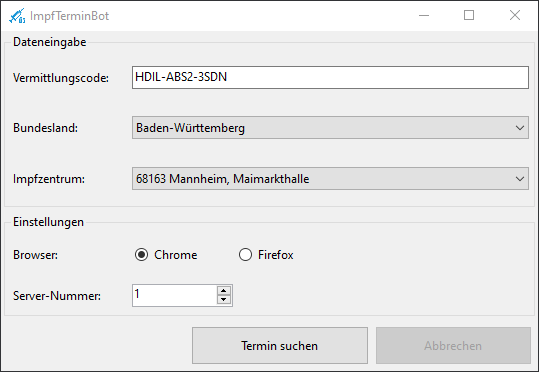 ImpfTerminBot
Dateneingabe
Vermittlungscode: HDIL-ABS2-3SDN
Bundesland: Baden-Württemberg
Impfzentrum: 68163 Mannheim, Maimarkthalle
Einstellungen
Browser: Chrome Firefox
Server-Nummer: 1
Termin suchen Abbrechen